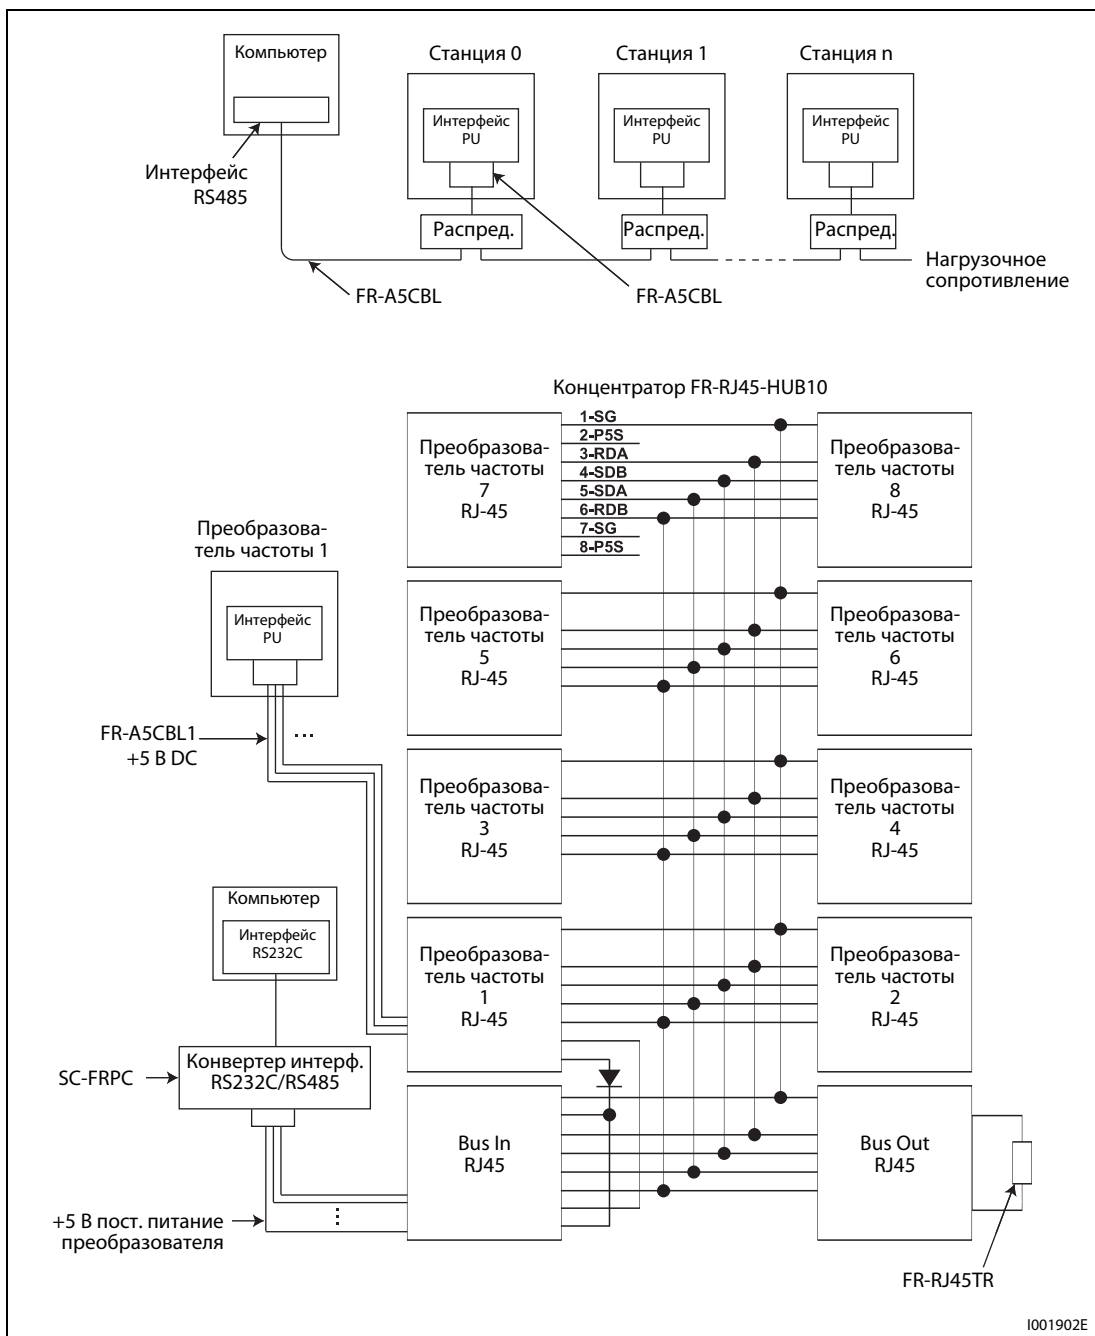 Компьютер
Станция 0
Станция 1
Станция n
Интерфейс
PU
Интерфейс
PU
Интерфейс
PU
Интерфейс
RS485
Распред.
Распред.
Распред.
Нагрузочное
сопротивление
FR-A5CBL
FR-A5CBL
Концентратор FR-RJ45-HUB10
Преобразова-
тель частоты
7
RJ-45
1-SG
2-P5S
3-RDA
4-SDB
5-SDA
6-RDB
7-SG
8-P5S
Преобразова-
тель частоты
8
RJ-45
Преобразова-
тель частоты 1
Интерфейс
PU
Преобразова-
тель частоты
5
RJ-45
Преобразова-
тель частоты
6
RJ-45
FR-A5CBL1
+5 В DC
...
Преобразова-
тель частоты
3
RJ-45
Преобразова-
тель частоты
4
RJ-45
Компьютер
Интерфейс
RS232C
Преобразова-
тель частоты
1
RJ-45
Преобразова-
тель частоты
2
RJ-45
SC-FRPC
Конвертер интерф.
RS232C/RS485
Bus In
RJ45
Bus Out
RJ45
+5 В пост. питание
преобразователя
FR-RJ45TR
I001902E